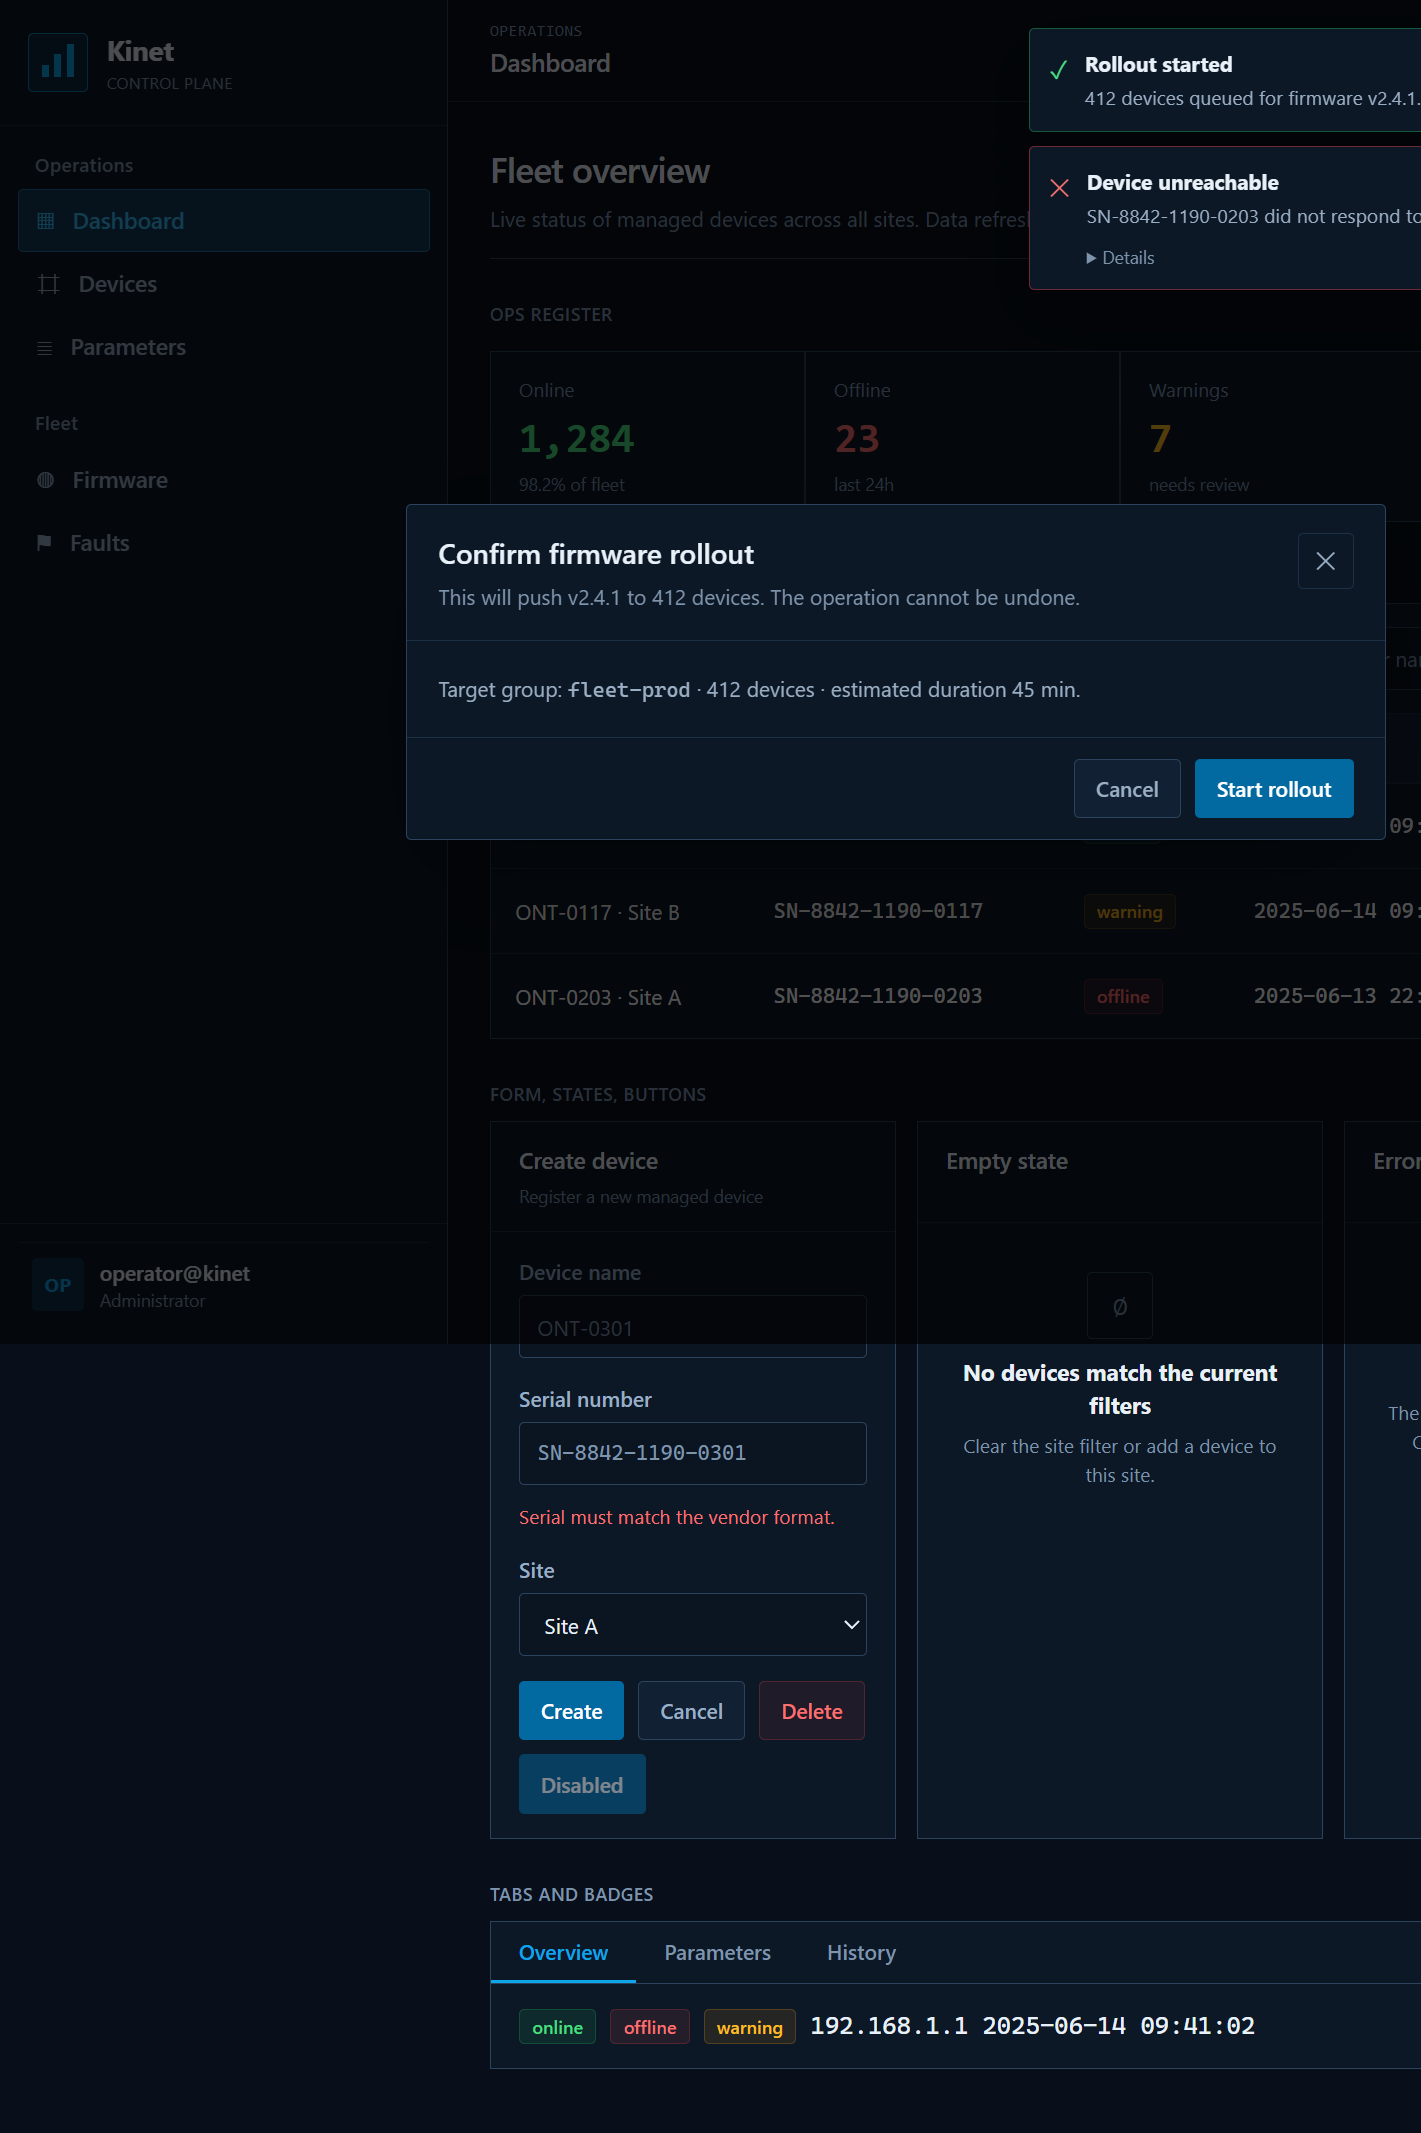 Kinet
CONTROL PLANE
Operations
Dashboard
Devices
Parameters
Fleet
Firmware
Faults
OP
operator@kinet
Administrator
OPERATIONS
Dashboard
Rollout started
412 devices queued for firmware v2.4.1.
Device unreachable
SN-8842-1190-0203 did not respond to
Details
Fleet overview
Live status of managed devices across all sites. Data
OPS REGISTER
Online
1,284
98.2% of fleet
Offline
23
last 24h
Warnings
7
needs review
Confirm firmware rollout
This will push v2.4.1 to 412 devices. The operation cannot be undone.
Target group: fleet-prod · 412 devices · estimated duration 45 min.
Cancel
Start rollout
09:
ONT-0117 · Site B
SN-8842-1190-0117
warning
2025-06-14 09:
ONT-0203 · Site A
SN-8842-1190-0203
offline
2025-06-13 22:
FORM, STATES, BUTTONS
Create device
Register a new managed device
Device name
ONT-0301
Serial number
SN-8842-1190-0301
Serial must match the vendor format.
Site
Site A
Create
Cancel
Delete
Disabled
Empty state
Ø
No devices match the current
filters
Clear the site filter or add a device to
this site.
Error
The
TABS AND BADGES
Overview
Parameters
History
online
offline
warning
192.168.1.1
2025-06-14 09:41:02